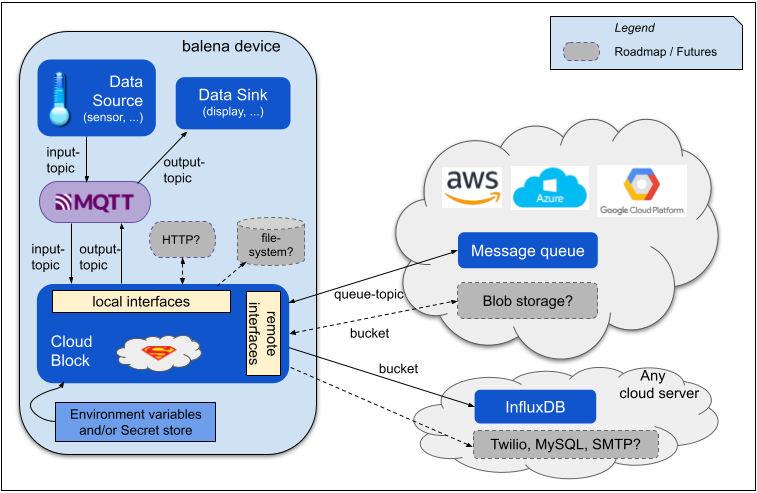 balena device
Legend
Roadmap / Futures
Data
Source
(sensor, ...)
Data Sink
(display, ...)
input-
topic
output-
topic
MQTT
input-
topic
output-
topic
HTTP?
file-
system?
local interfaces
remote
interfaces
Cloud
Block
S
Environment variables
and/or Secret store
aws
Azure
Google Cloud Platform
Message queue
Blob storage?
queue-topic
bucket
bucket
Any
cloud server
InfluxDB
Twilio, MySQL, SMTP?